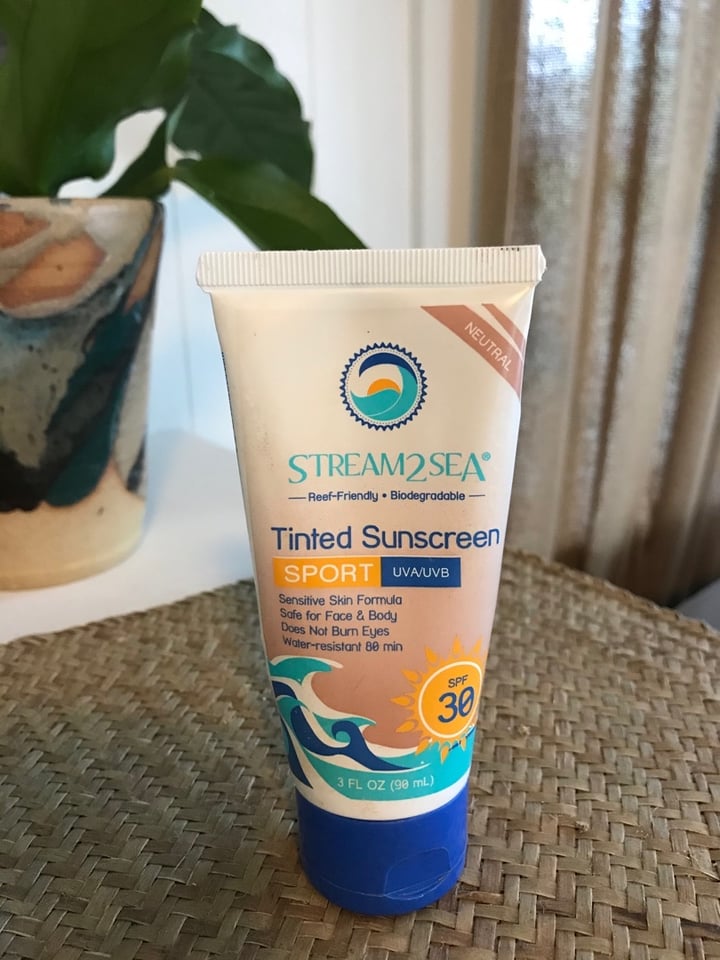 NEUTRAL
STREAM2SEA®
Reef-Friendly • Biodegradable
Tinted Sunscreen
SPORT UVA/UVB
Sensitive Skin Formula
Safe for Face & Body
Does Not Burn Eyes
Water-resistant 80 min
SPF
30
3 FL OZ (90 mL)